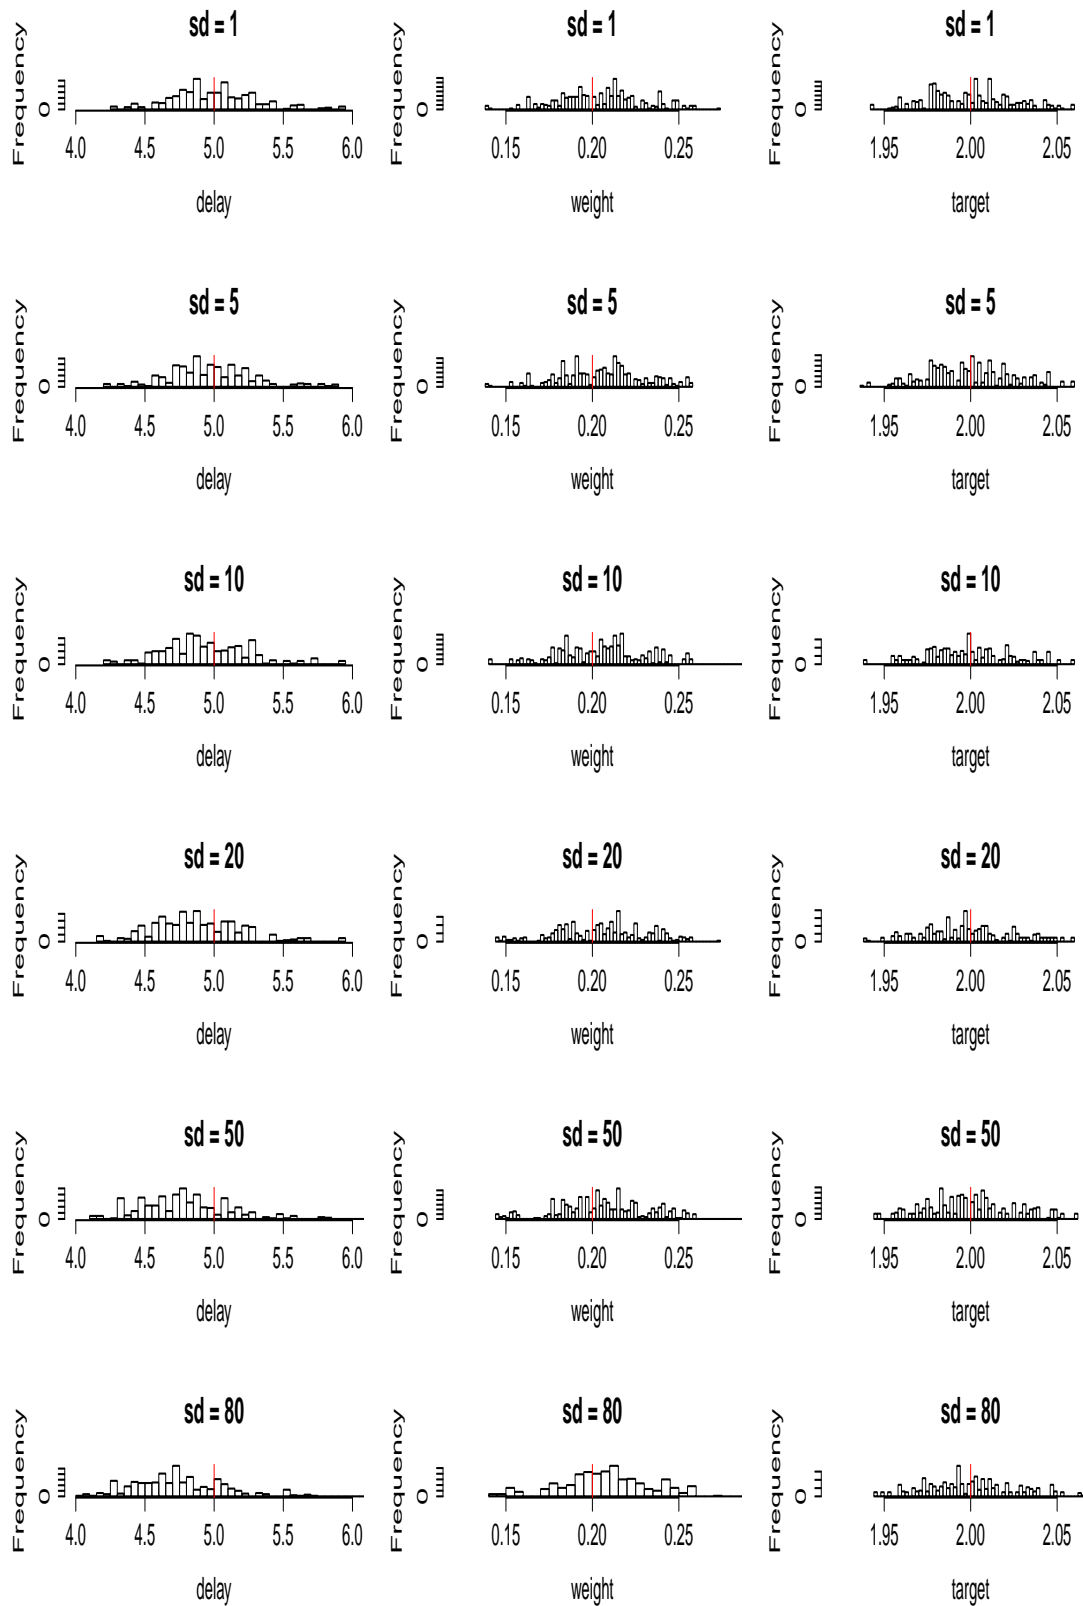 sd = 1 sd = 1 sd = 1
Frequency Frequency Frequency
0 0 0
4.0 4.5 5.0 5.5 6.0 0.15 0.20 0.25 1.95 2.00 2.05
delay weight target
sd = 5 sd = 5 sd = 5
Frequency Frequency Frequency
0 0 0
4.0 4.5 5.0 5.5 6.0 0.15 0.20 0.25 1.95 2.00 2.05
delay weight target
sd = 10 sd = 10 sd = 10
Frequency Frequency Frequency
0 0 0
4.0 4.5 5.0 5.5 6.0 0.15 0.20 0.25 1.95 2.00 2.05
delay weight target
sd = 20 sd = 20 sd = 20
Frequency Frequency Frequency
0 0 0
4.0 4.5 5.0 5.5 6.0 0.15 0.20 0.25 1.95 2.00 2.05
delay weight target
sd = 50 sd = 50 sd = 50
Frequency Frequency Frequency
0 0 0
4.0 4.5 5.0 5.5 6.0 0.15 0.20 0.25 1.95 2.00 2.05
delay weight target
sd = 80 sd = 80 sd = 80
Frequency Frequency Frequency
0 0 0
4.0 4.5 5.0 5.5 6.0 0.15 0.20 0.25 1.95 2.00 2.05
delay weight target